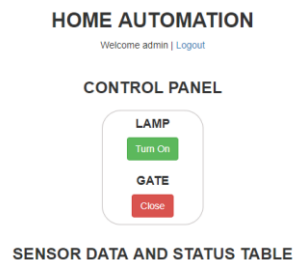 HOME AUTOMATION
Welcome admin | Logout
CONTROL PANEL
LAMP
Turn On
GATE
Close
SENSOR DATA AND STATUS TABLE